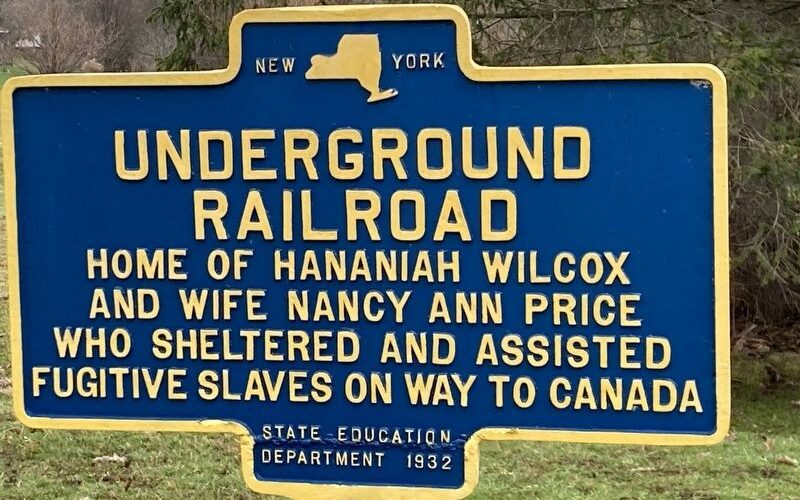 NEW YORK
UNDERGROUND
RAILROAD
HOME OF HANANIAH WILCOX
AND WIFE NANCY ANN PRICE
WHO SHELTERED AND ASSISTED
FUGITIVE SLAVES ON WAY TO CANADA
STATE EDUCATION
DEPARTMENT 1932